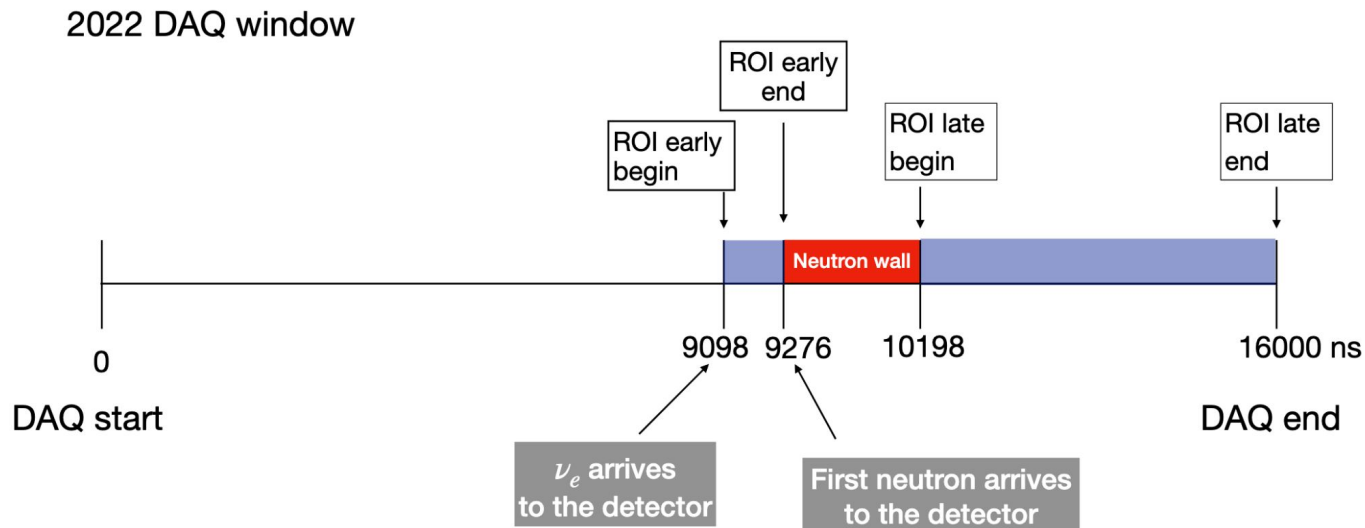 2022 DAQ window
ROI early
end
ROI early
begin
ROI late
begin
ROI late
end
Neutron wall
0
9098
9276
10198
16000 ns
DAQ start
DAQ end
𝜈ₑ arrives
to the detector
First neutron arrives
to the detector